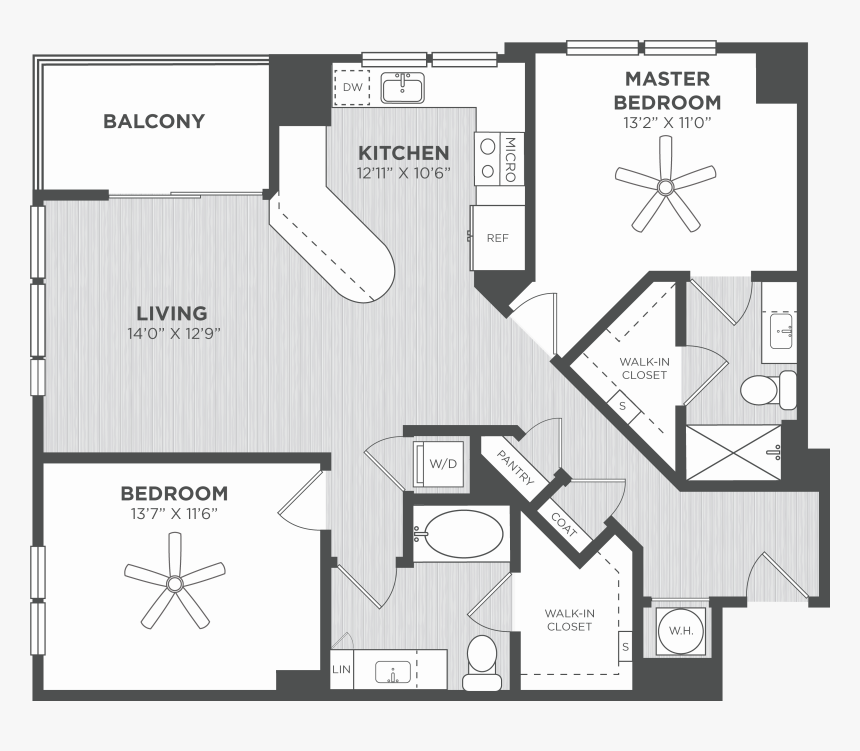 BALCONY
DW
KITCHEN
12'11" X 10'6"
MICRO
REF
MASTER
BEDROOM
13'2" X 11'0"
LIVING
14'0" X 12'9"
WALK-IN
CLOSET
S
W/D
PANTRY
COAT
BEDROOM
13'7" X 11'6"
WALK-IN
CLOSET
S
W.H.
LIN